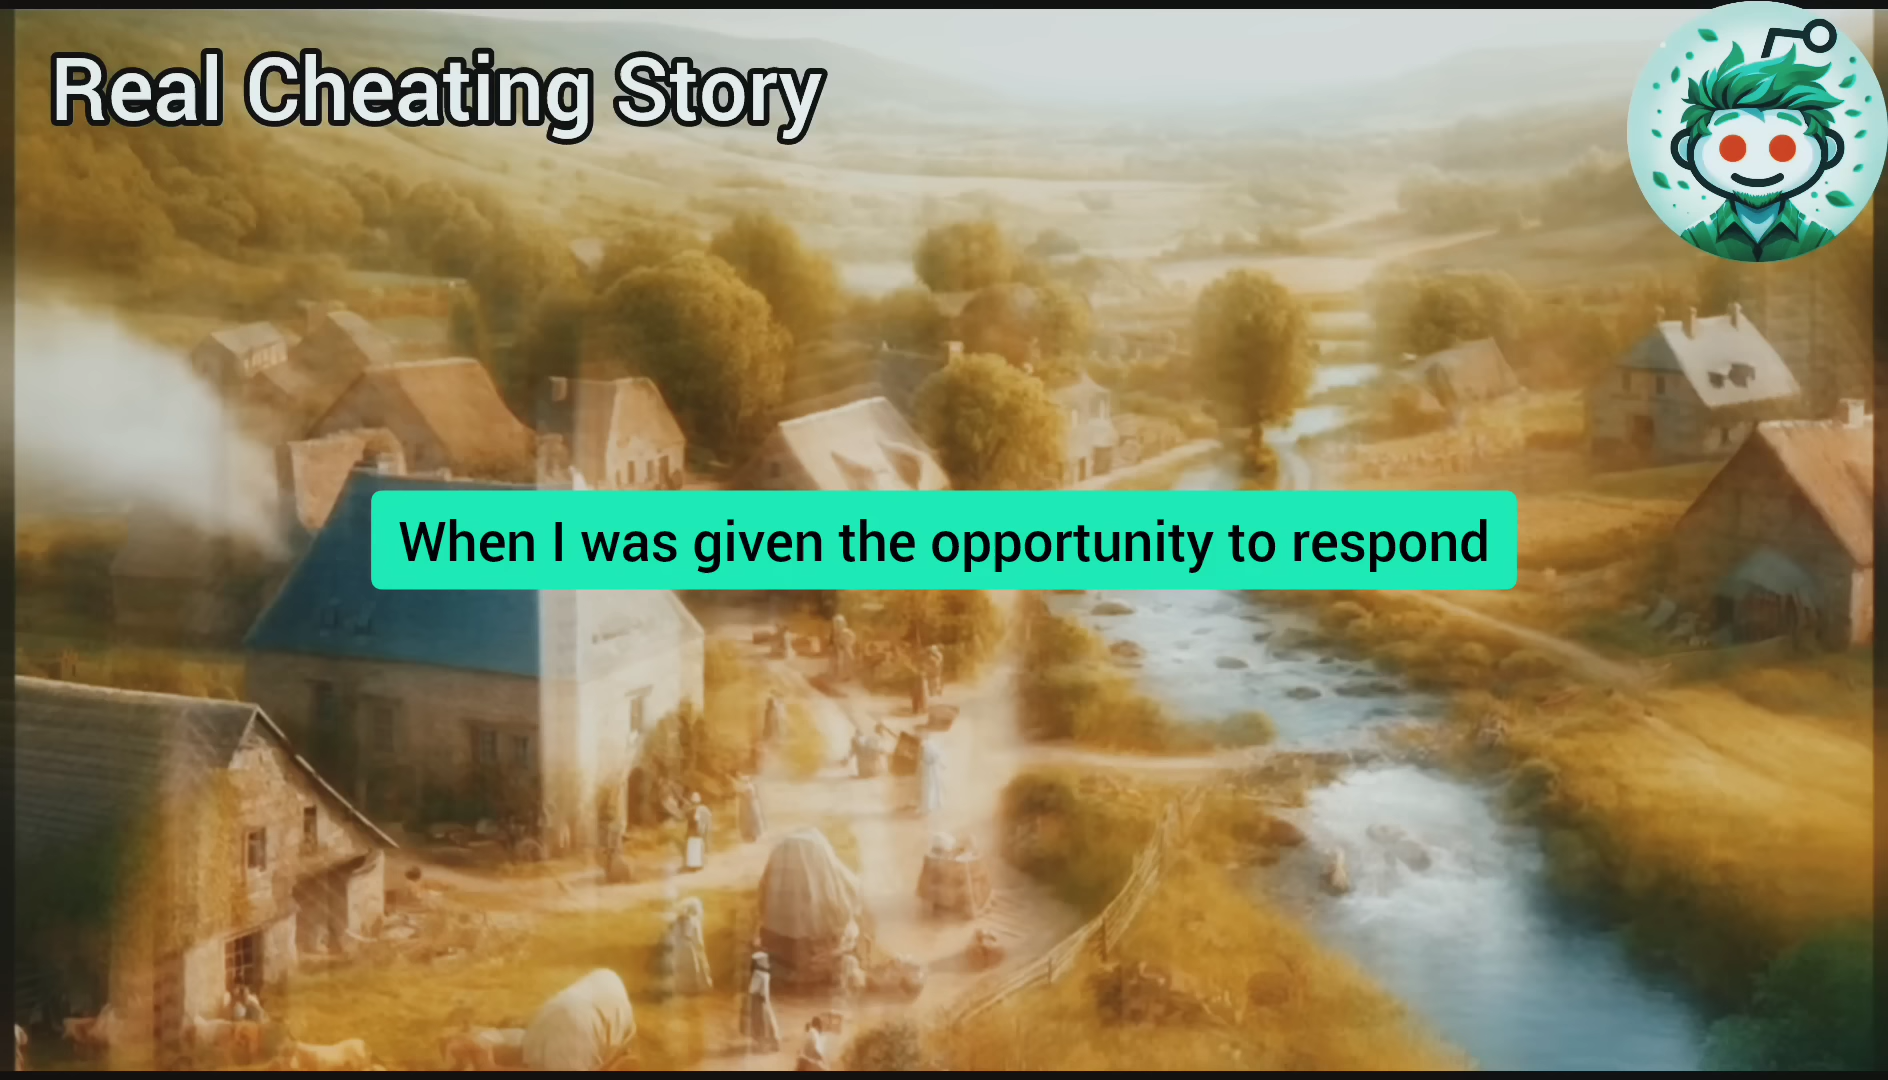 Real Cheating Story
When I was given the opportunity to respond